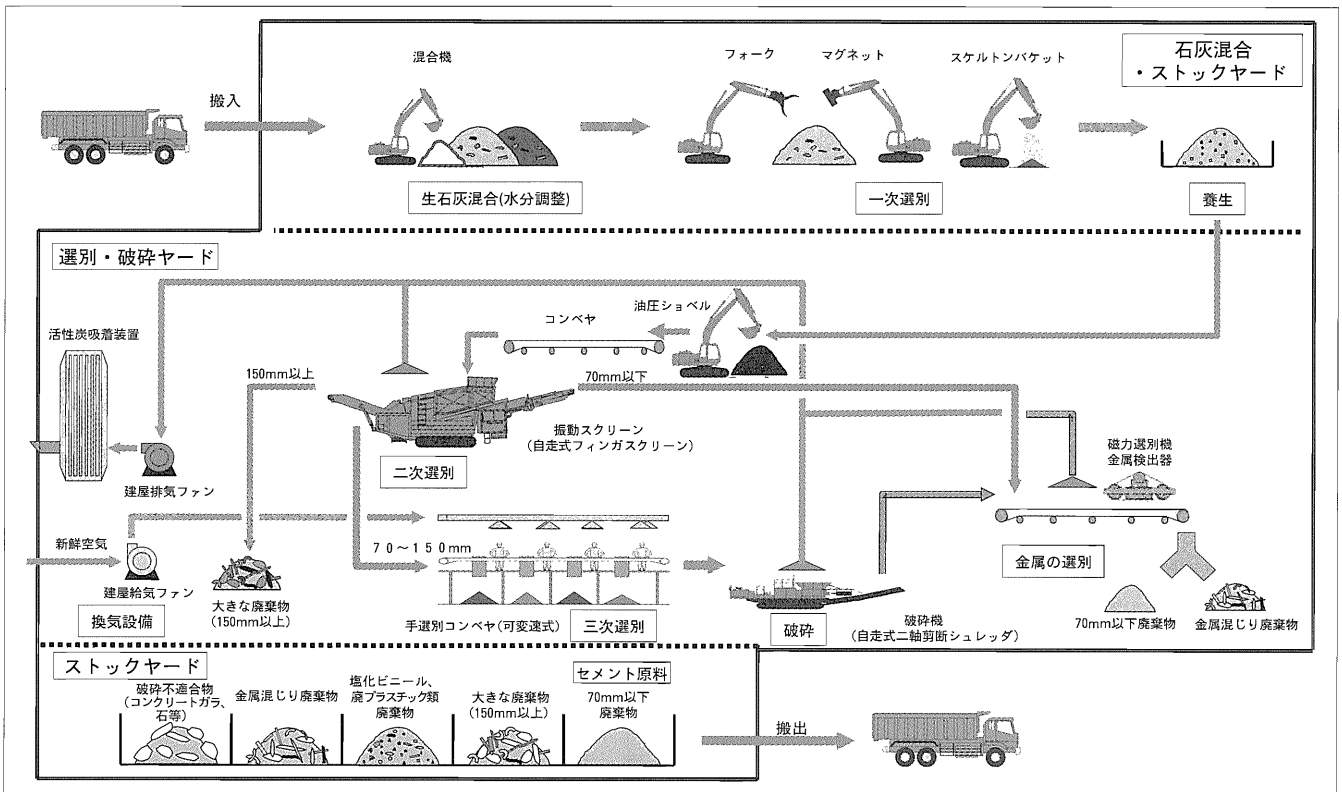 石灰混合
・ストックヤード
搬入
混合機
フォーク
マグネット
スケルトンバケット
生石灰混合(水分調整)
一次選別
養生
選別・破砕ヤード
活性炭吸着装置
コンベヤ
油圧ショベル
150mm以上
70mm以下
振動スクリーン
(自走式フィンガスクリーン)
二次選別
建屋排気ファン
磁力選別機
金属検出器
新鮮空気
70～150mm
金属の選別
建屋給気ファン
換気設備
大きな廃棄物
(150mm以上)
手選別コンベヤ(可変速式)
三次選別
破砕
破砕機
(自走式二軸剪断シュレッダ)
70mm以下廃棄物
金属混じり廃棄物
ストックヤード
破砕不適合物
(コンクリートガラ、
石等)
金属混じり廃棄物
塩化ビニール、
廃プラスチック類
廃棄物
大きな廃棄物
(150mm以上)
セメント原料
70mm以下
廃棄物
搬出